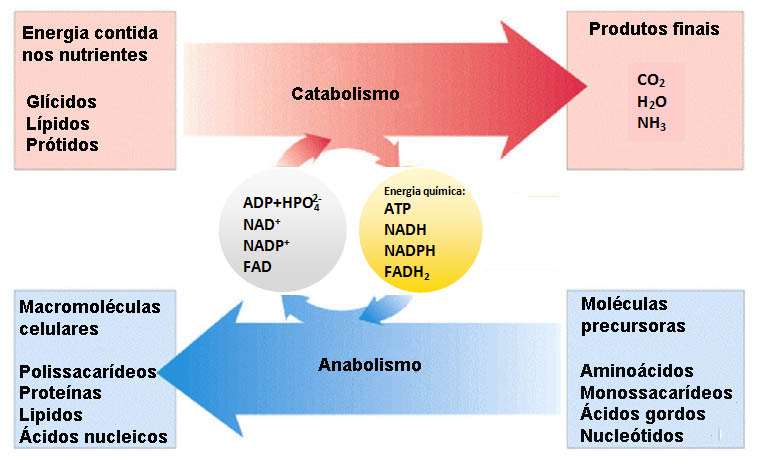 Energia contida
nos nutrientes
Glícidos
Lípidos
Prótidos
Catabolismo
Produtos finais
CO₂
H₂O
NH₃
ADP+HPO₄²⁻
NAD⁺
NADP⁺
FAD
Energia química:
ATP
NADH
NADPH
FADH₂
Macromoléculas
celulares
Polissacarídeos
Proteínas
Lipidos
Ácidos nucleicos
Anabolismo
Moléculas
precursoras
Aminoácidos
Monossacarídeos
Ácidos gordos
Nucleótidos